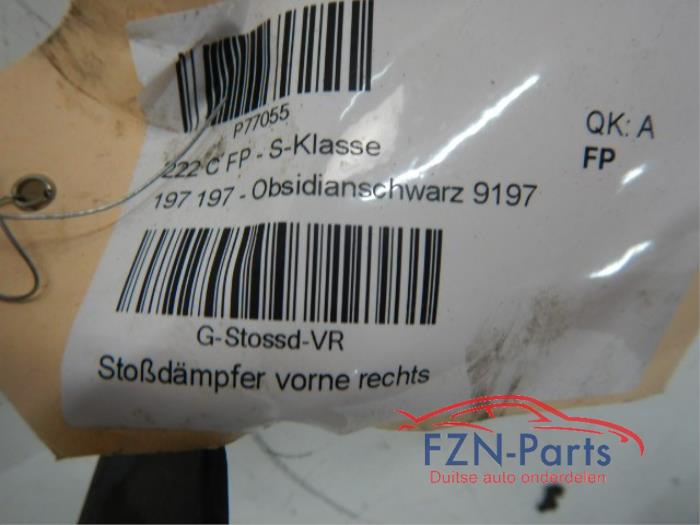 P77055
222 C FP - S-Klasse
197 197 - Obsidianschwarz 9197
QK: A
FP
G-Stossd-VR
Stoßdämpfer vorne rechts
FZN-Parts
Duitse auto onderdelen